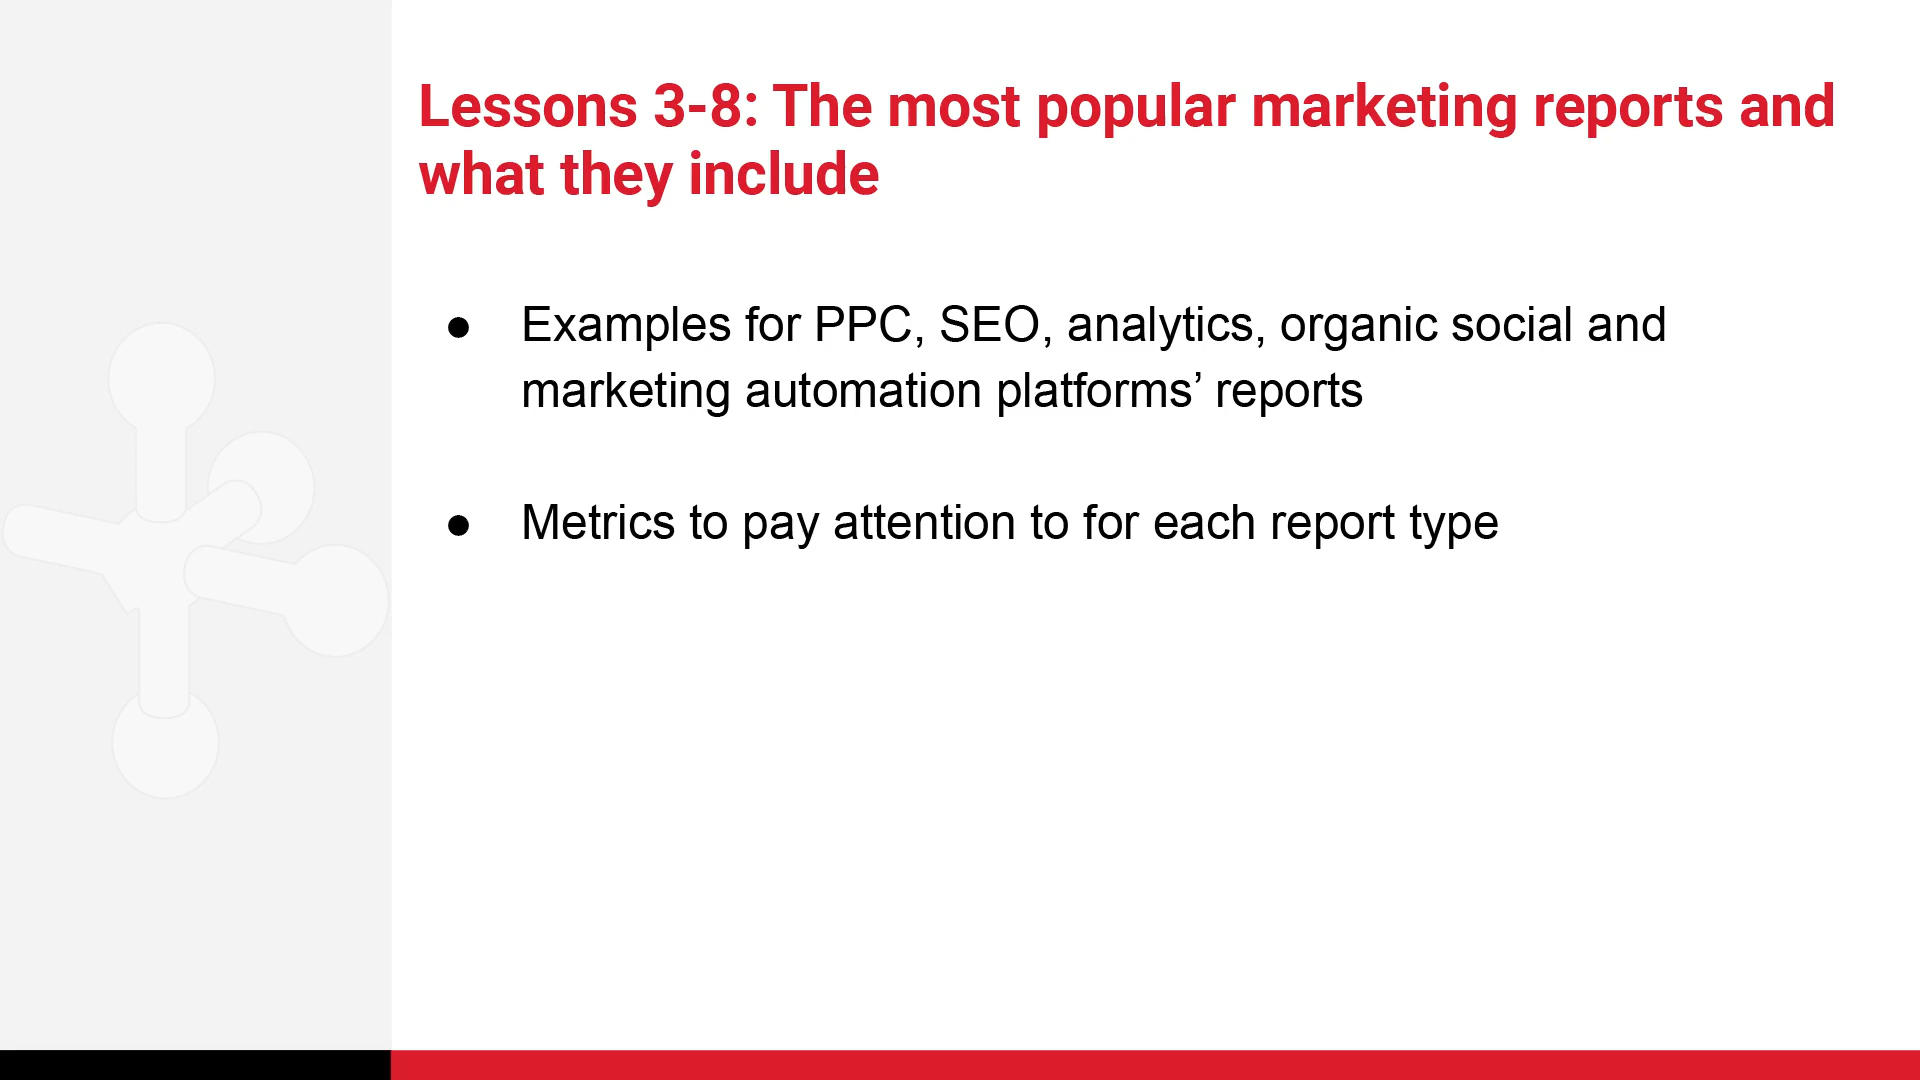 Lessons 3-8: The most popular marketing reports and
what they include
● Examples for PPC, SEO, analytics, organic social and
marketing automation platforms’ reports
● Metrics to pay attention to for each report type